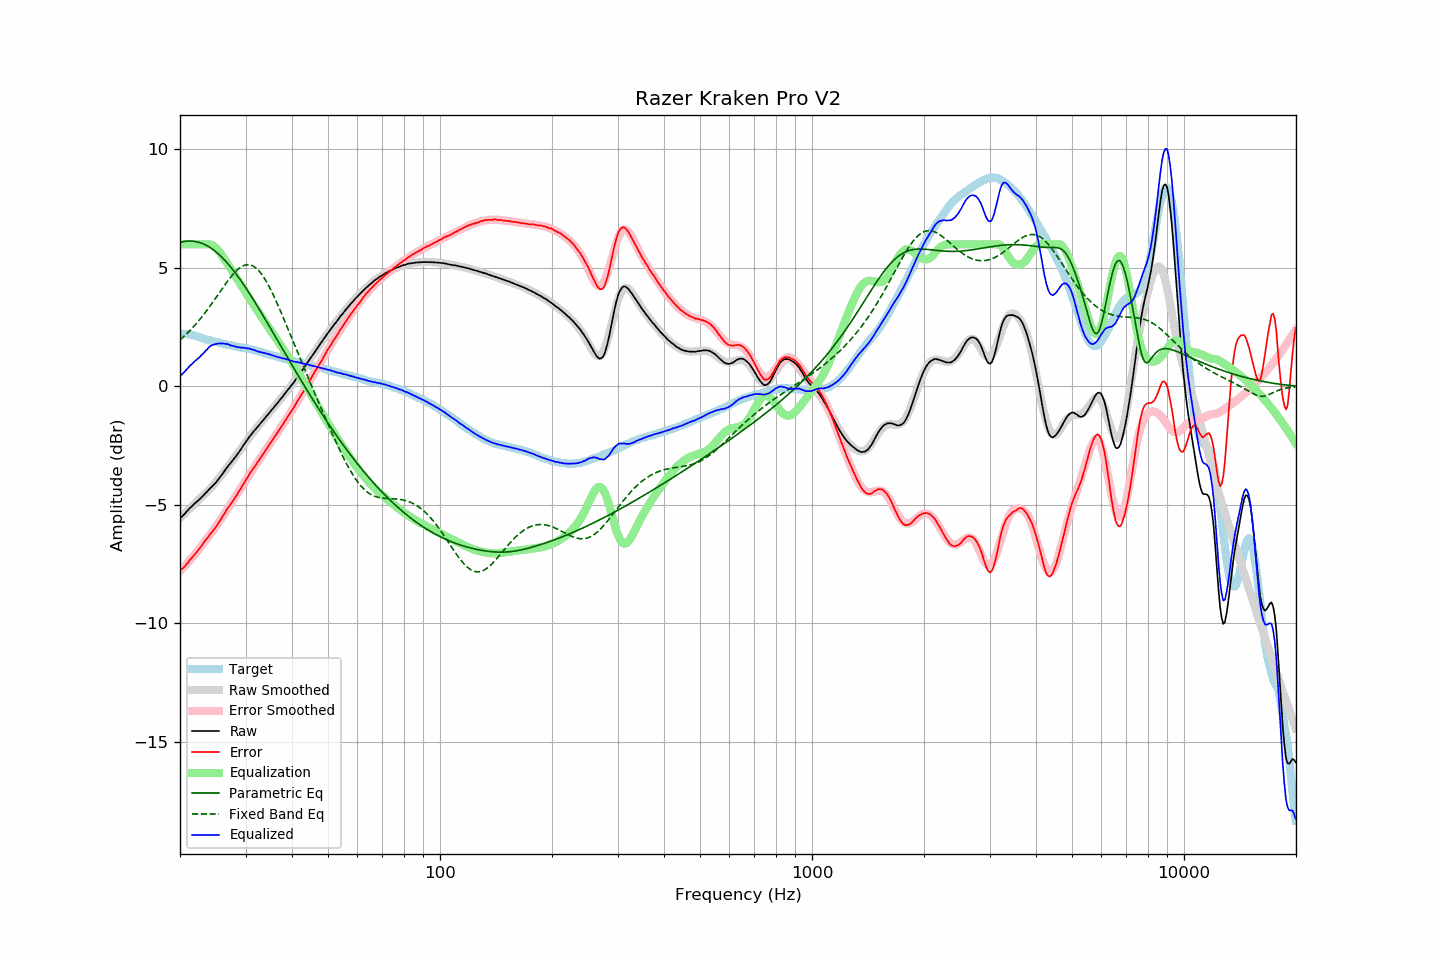 Razer Kraken Pro V2
10
5
0
−5
−10
−15
Amplitude (dBr)
Target
Raw Smoothed
Error Smoothed
Raw
Error
Equalization
Parametric Eq
Fixed Band Eq
Equalized
100
1000
10000
Frequency (Hz)